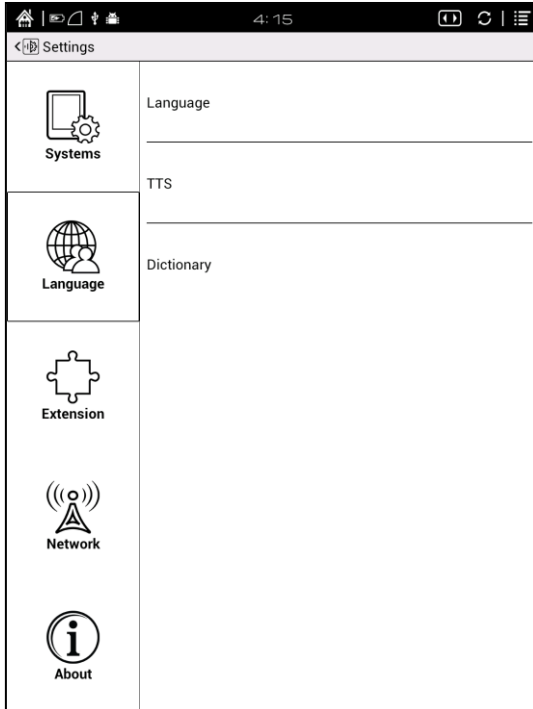 4:15
Settings
Systems
Language
Extension
Network
About
Language
TTS
Dictionary